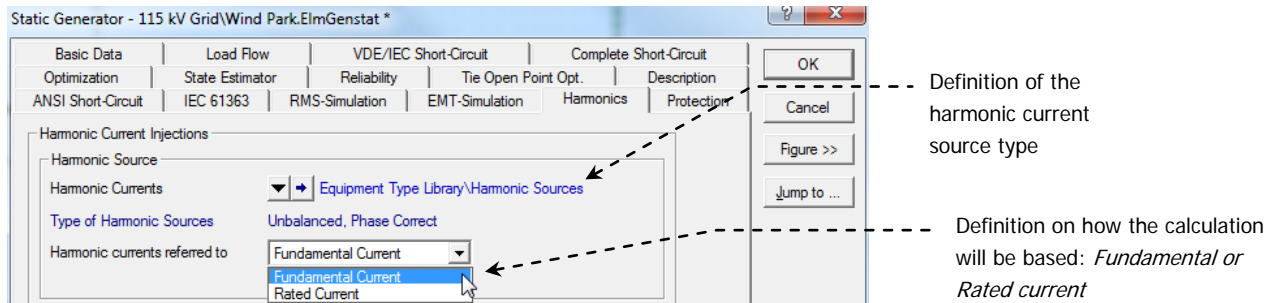 Static Generator - 115 kV Grid\Wind Park.ElmGenstat *
Basic Data Load Flow VDE/IEC Short-Circuit Complete Short-Circuit
Optimization State Estimator Reliability Tie Open Point Opt. Description
ANSI Short-Circuit IEC 61363 RMS-Simulation EMT-Simulation Harmonics Protection
OK
Cancel
Figure >>
Jump to ...
Harmonic Current Injections
Harmonic Source
Harmonic Currents Equipment Type Library\Harmonic Sources
Type of Harmonic Sources Unbalanced, Phase Correct
Harmonic currents referred to Fundamental Current
Fundamental Current
Rated Current
Definition of the
harmonic current
source type
Definition on how the calculation
will be based: Fundamental or
Rated current